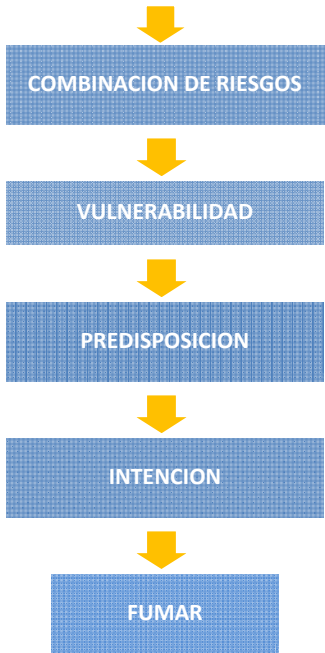 COMBINACION DE RIESGOS
VULNERABILIDAD
PREDISPOSICION
INTENCION
FUMAR